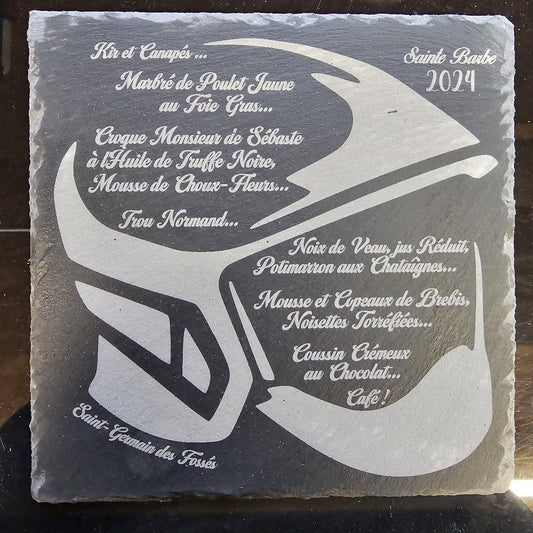 Kir et Canapés ...
Sainte Barbe
2024
Marbré de Poulet Jaune
au Foie Gras...
Croque Monsieur de Sébaste
à l'Huile de Truffe Noire,
Mousse de Choux-Fleurs...
Trou Normand...
Noix de Veau, jus Réduit,
Potimarron aux Chataîgnes...
Mousse et Copeaux de Brebis,
Noisettes Torréfiées...
Coussin Crémeux
au Chocolat...
Café !
Saint-Germain des Fossés